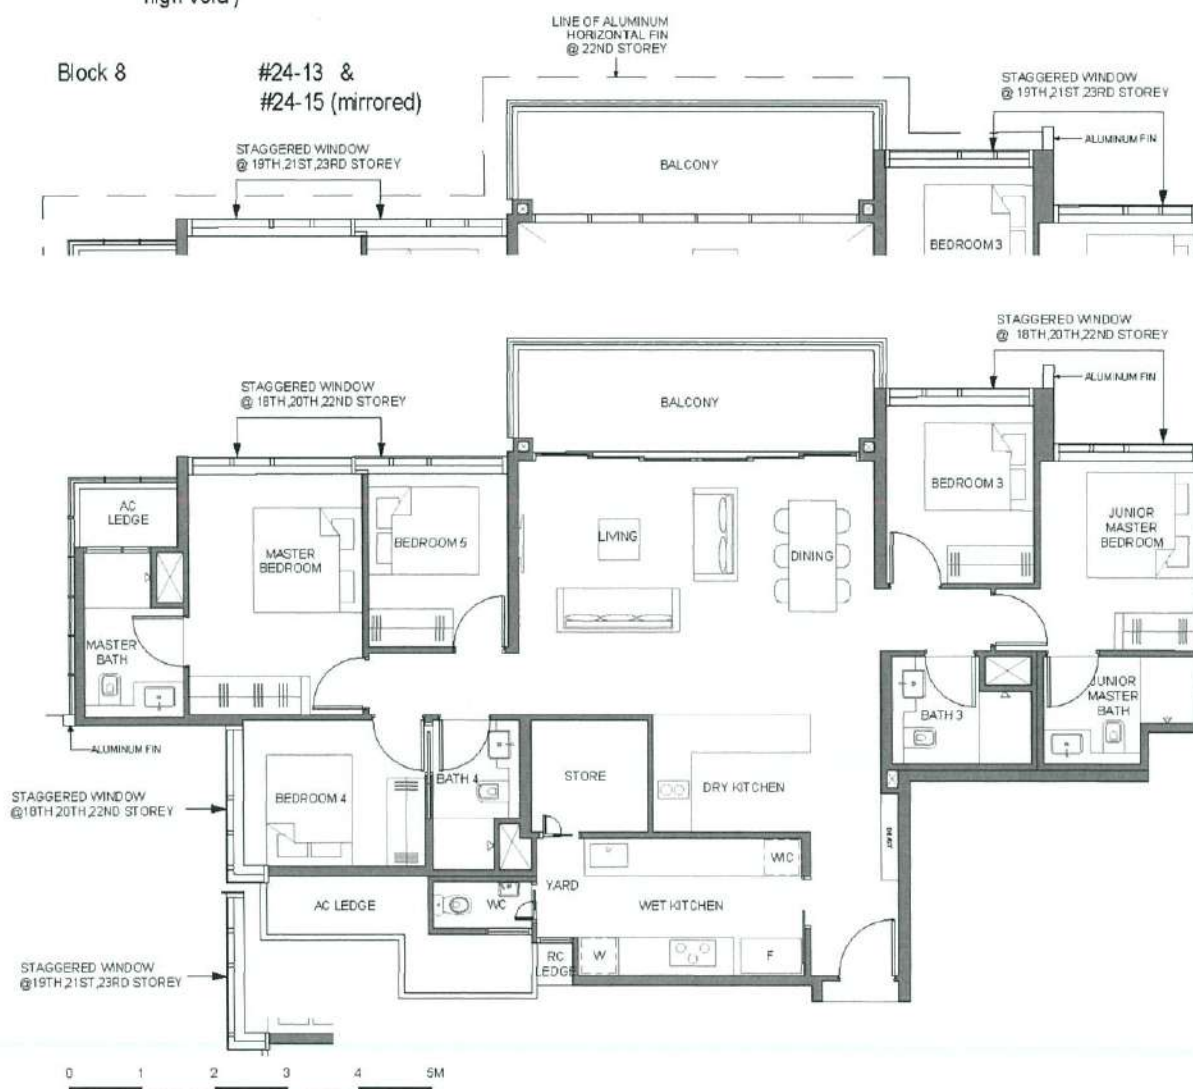 high void )
LINE OF ALUMINUM
HORIZONTAL FIN
@ 22ND STOREY
Block 8 #24-13 &
#24-15 (mirrored)
STAGGERED WINDOW
@ 19TH,21ST,23RD STOREY
STAGGERED WINDOW
@ 19TH,21ST,23RD STOREY
ALUMINUM FIN
BALCONY
BEDROOM 3
STAGGERED WINDOW
@ 18TH,20TH,22ND STOREY
ALUMINUM FIN
STAGGERED WINDOW
@ 18TH,20TH,22ND STOREY
BALCONY
AC
LEDGE
MASTER
BEDROOM
BEDROOM 5
LIVING
DINING
BEDROOM 3
JUNIOR
MASTER
BEDROOM
MASTER
BATH
JUNIOR
MASTER
BATH
BATH 3
ALUMINUM FIN
STAGGERED WINDOW
@18TH,20TH,22ND STOREY
BEDROOM 4
BATH 4
STORE
DRY KITCHEN
W/C
YARD
AC LEDGE
WC
WET KITCHEN
RC
LEDGE
W
F
STAGGERED WINDOW
@19TH,21ST,23RD STOREY
0 1 2 3 4 5M